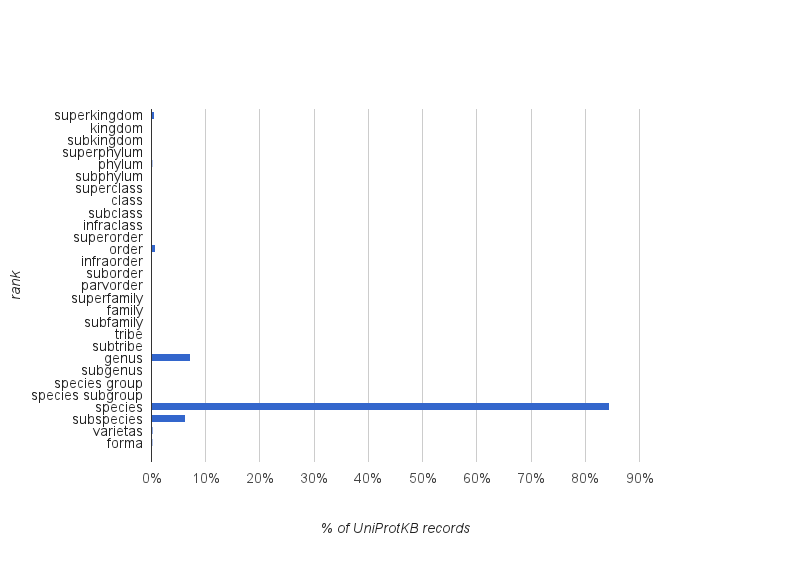 superkingdom
kingdom
subkingdom
superphylum
phylum
subphylum
superclass
class
subclass
infraclass
superorder
order
infraorder
suborder
parvorder
superfamily
family
subfamily
tribe
subtribe
genus
subgenus
species group
species subgroup
species
subspecies
varietas
forma
rank
0% 10% 20% 30% 40% 50% 60% 70% 80% 90%
% of UniProtKB records